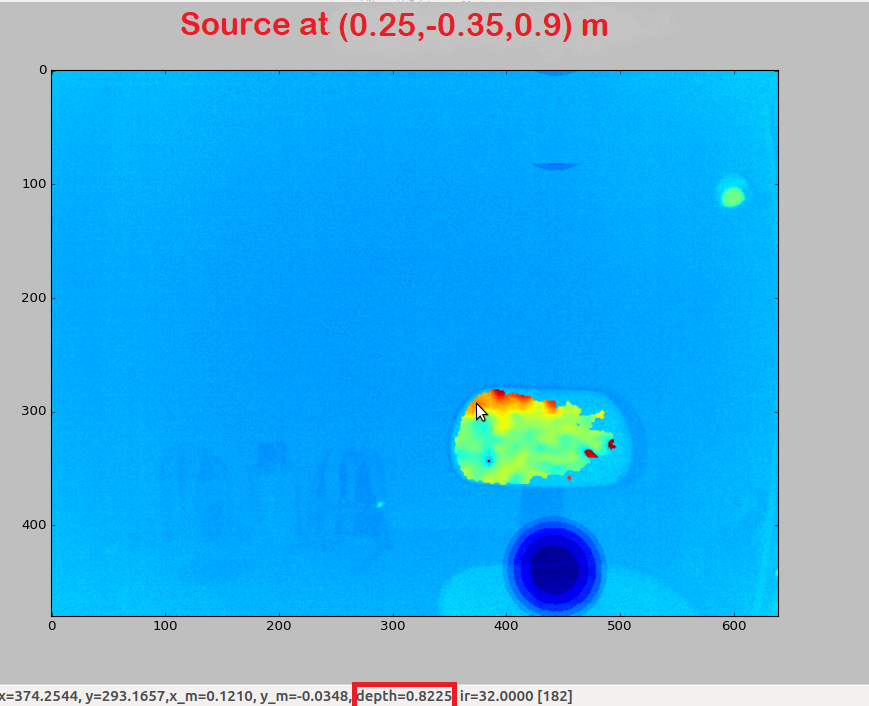 Source at (0.25,-0.35,0.9) m
0
100
200
300
400
0 100 200 300 400 500 600
x=374.2544, y=293.1657,x_m=0.1210, y_m=-0.0348, depth=0.8225, ir=32.0000 [182]